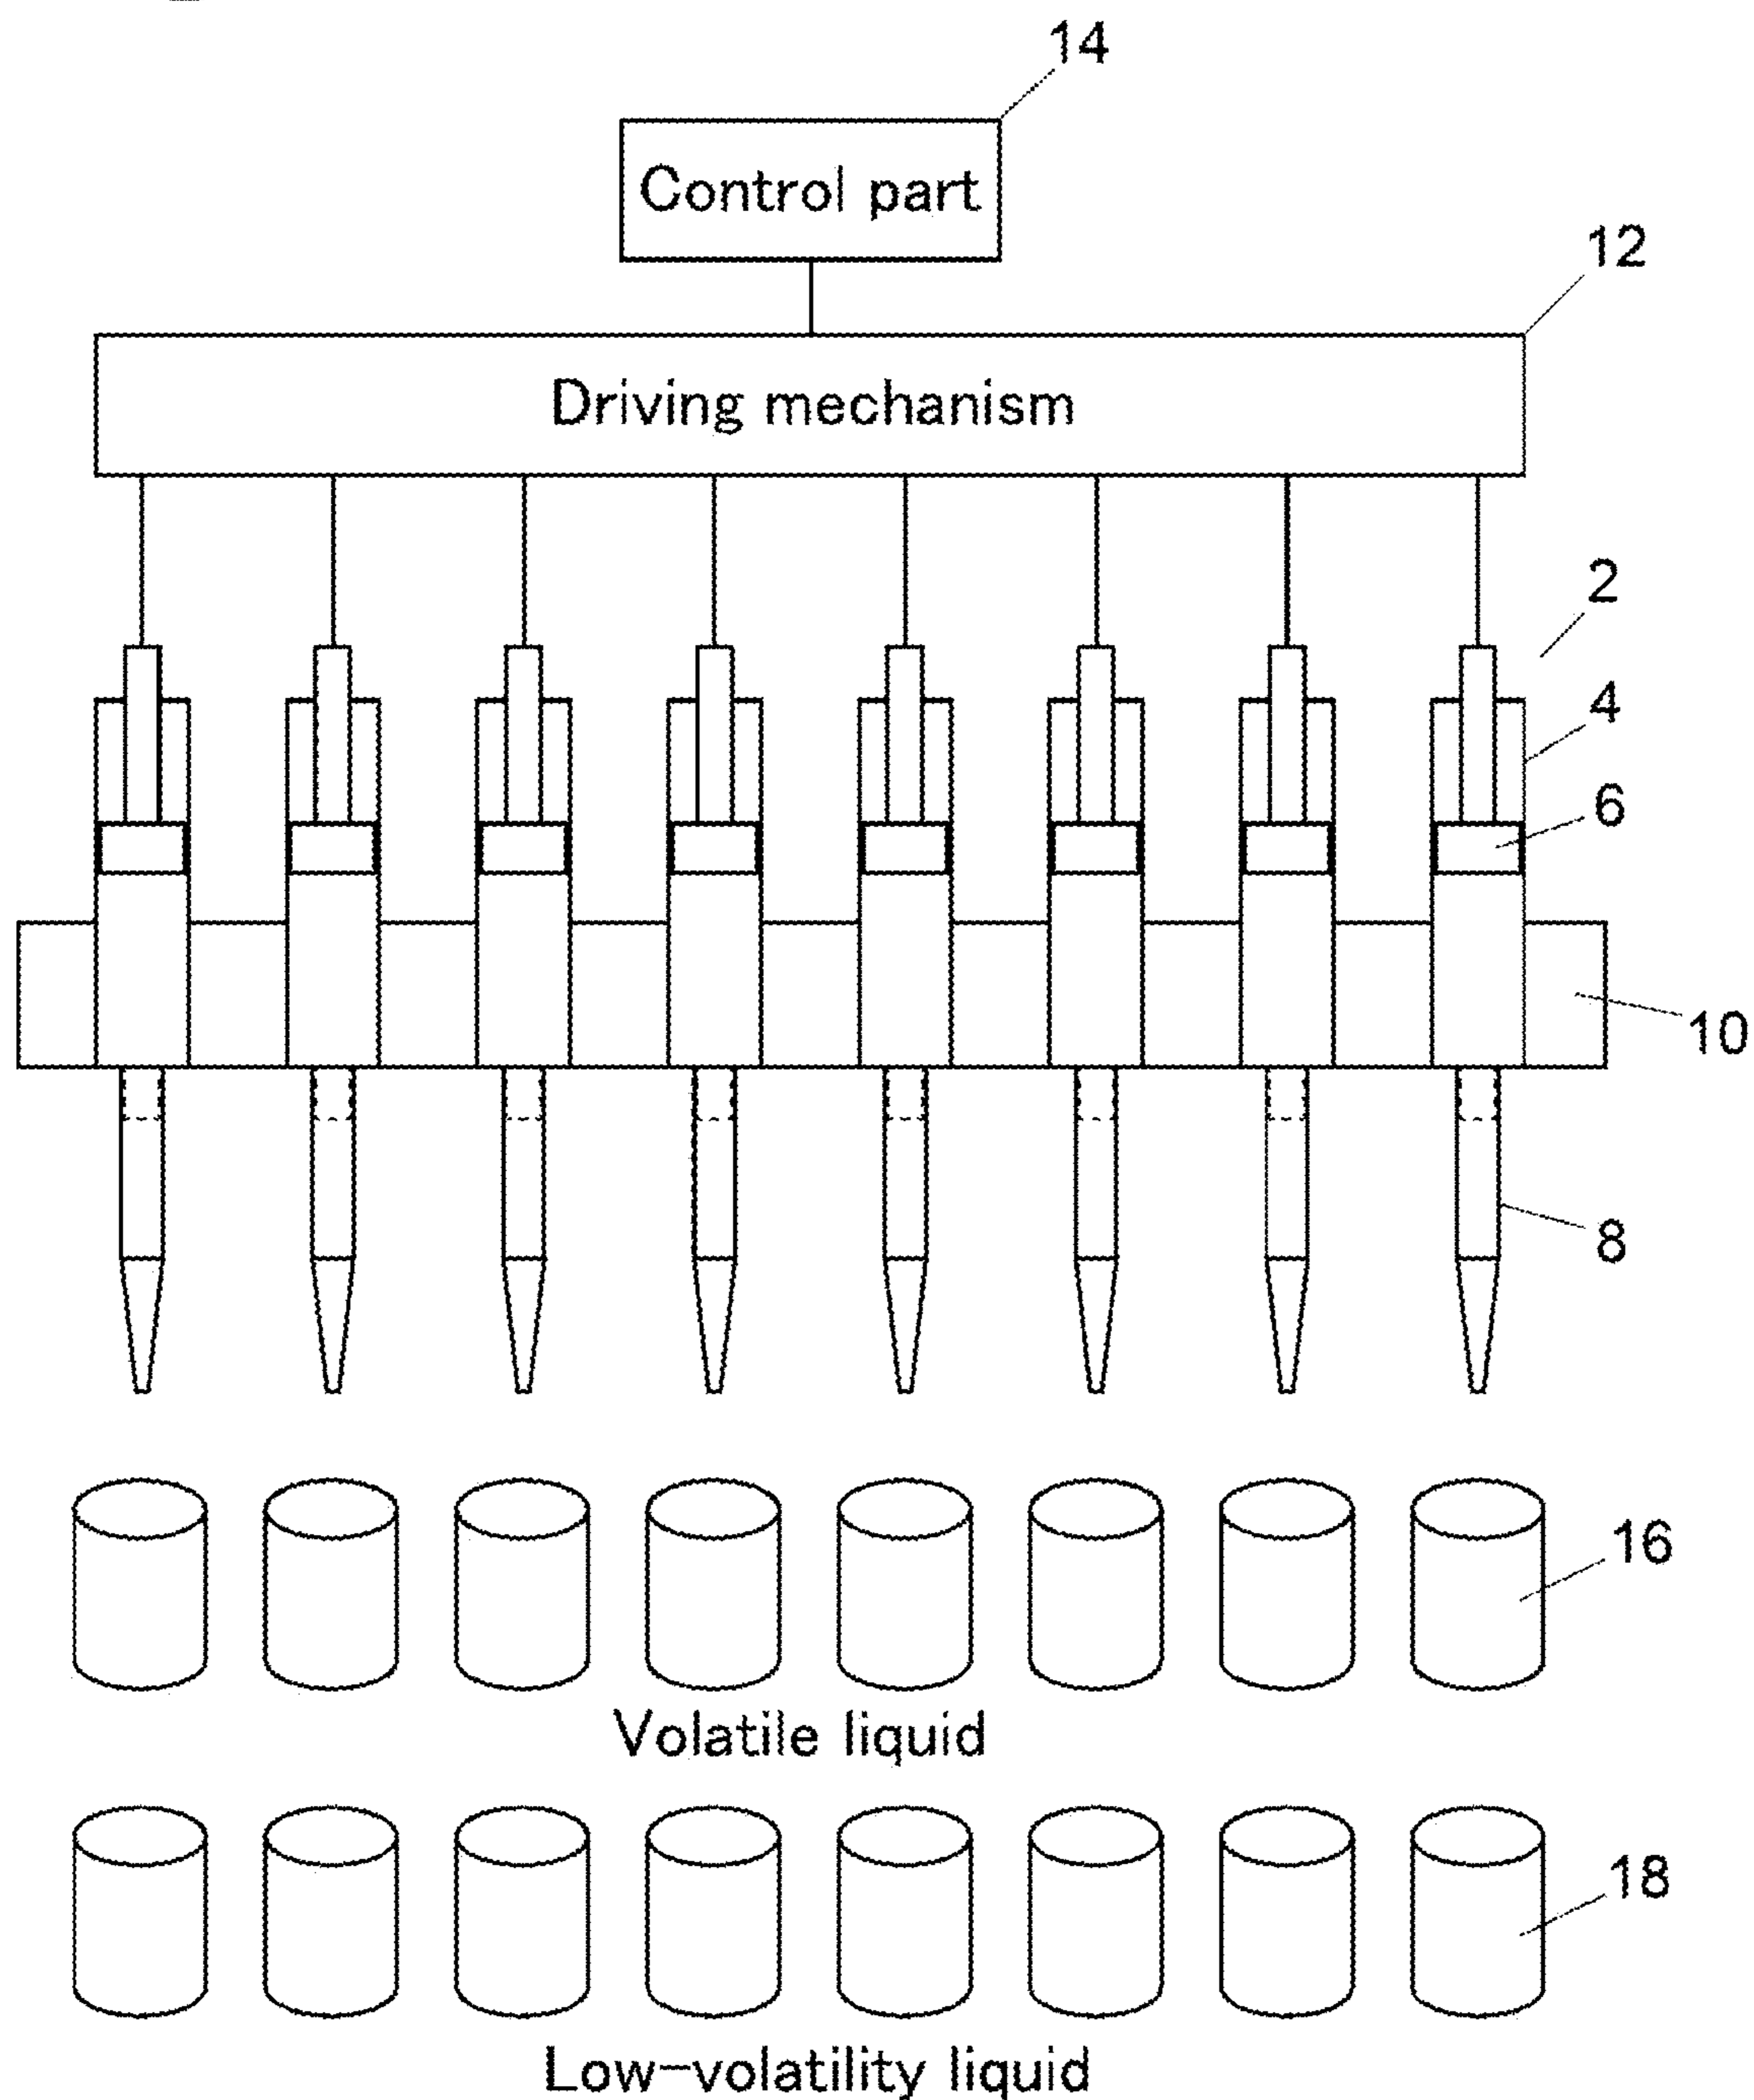 14
Control part
12
Driving mechanism
2
4
6
10
8
16
Volatile liquid
18
Low-volatility liquid